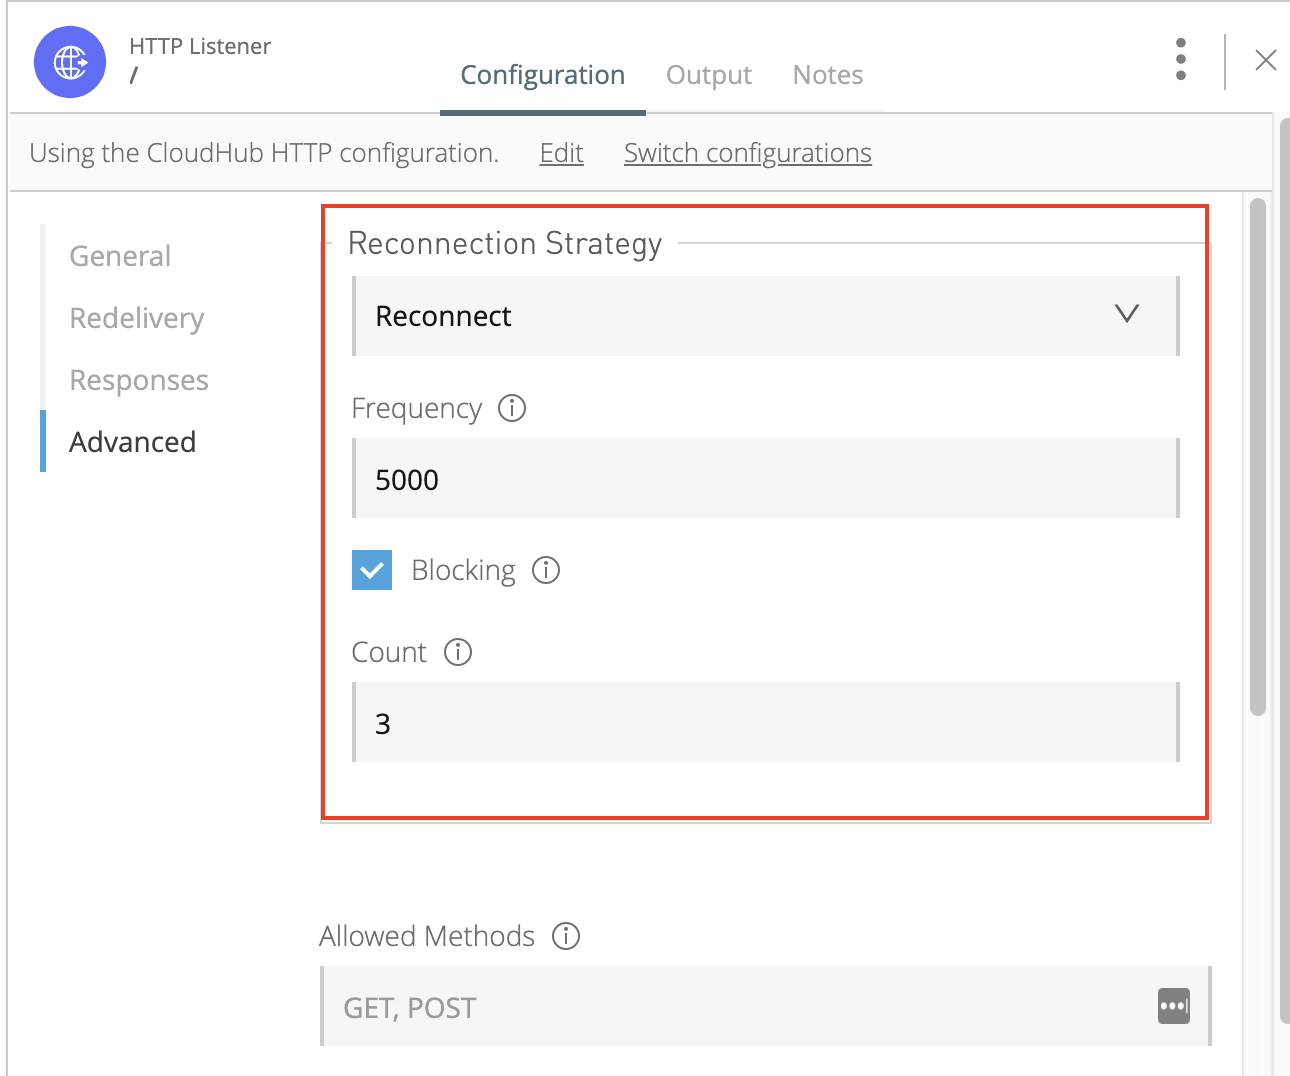 HTTP Listener
/
Configuration Output Notes
Using the CloudHub HTTP configuration. Edit Switch configurations
General
Redelivery
Responses
Advanced
Reconnection Strategy
Reconnect
Frequency
5000
Blocking
Count
3
Allowed Methods
GET, POST